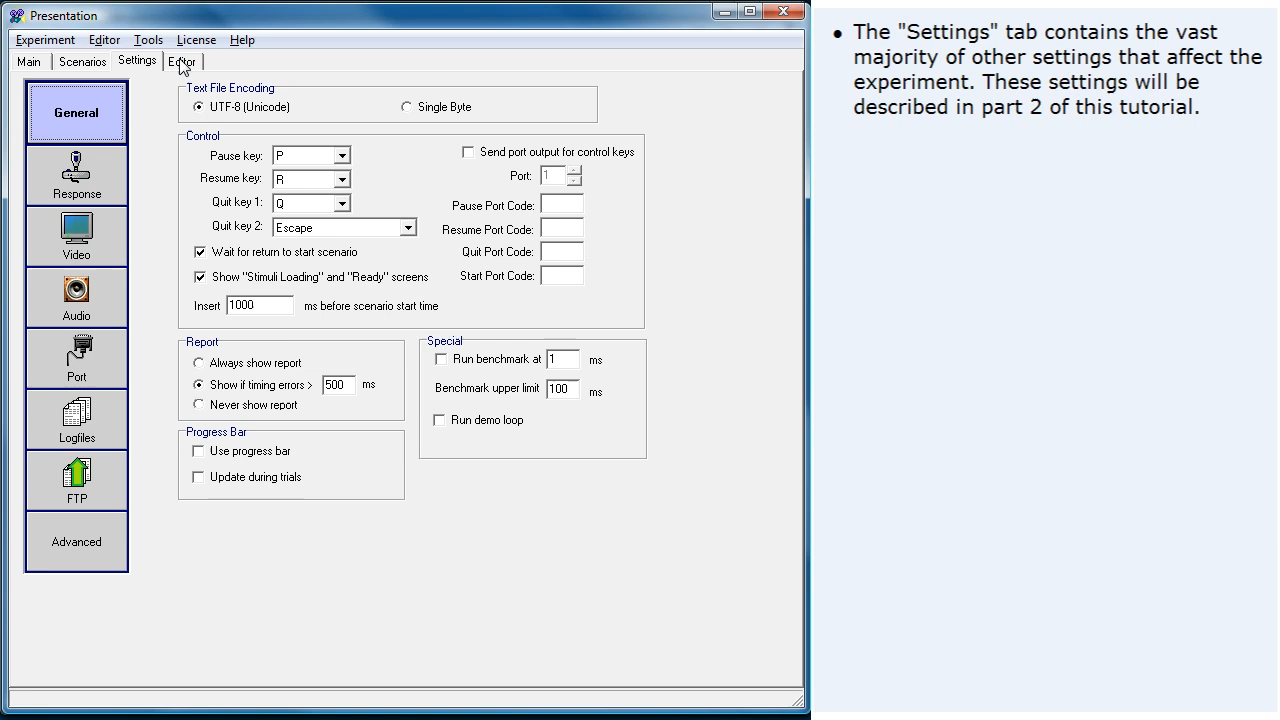 Presentation
Experiment Editor Tools License Help
Main Scenarios Settings Editor
General
Response
Video
Audio
Port
Logfiles
FTP
Advanced
Text File Encoding
UTF-8 (Unicode) Single Byte
Control
Pause key: P
Resume key: R
Quit key 1: Q
Quit key 2: Escape
Wait for return to start scenario
Show "Stimuli Loading" and "Ready" screens
Insert 1000 ms before scenario start time
Send port output for control keys
Port: 1
Pause Port Code:
Resume Port Code:
Quit Port Code:
Start Port Code:
Report
Always show report
Show if timing errors > 500 ms
Never show report
Special
Run benchmark at 1 ms
Benchmark upper limit 100 ms
Run demo loop
Progress Bar
Use progress bar
Update during trials
• The "Settings" tab contains the vast
majority of other settings that affect the
experiment. These settings will be
described in part 2 of this tutorial.